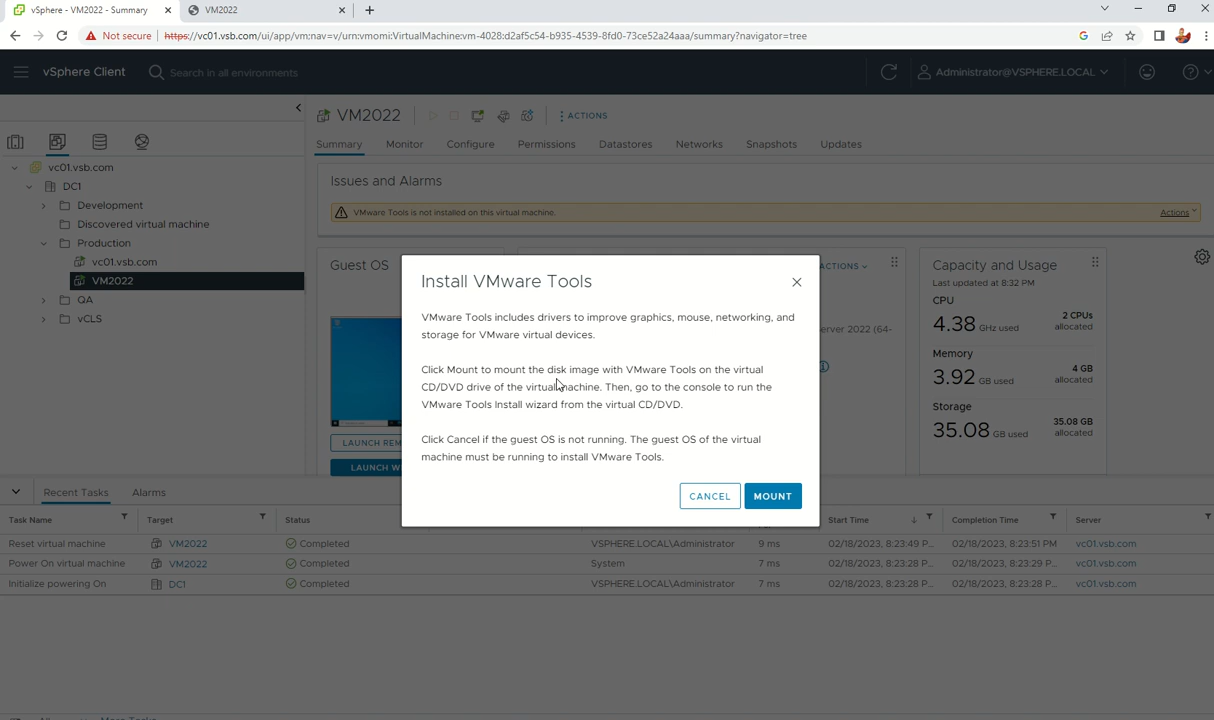 vSphere - VM2022 - Summary
VM2022
Not secure
https://vc01.vsb.com/ui/app/vm;nav=v/urn:vmomi:VirtualMachine:vm-4028:d2af5c54-b935-4539-8fd0-73ce52a24aaa/summary?navigator=tree
vSphere Client
Search in all environments
Administrator@VSPHERE.LOCAL
VM2022
ACTIONS
Summary
Monitor
Configure
Permissions
Datastores
Networks
Snapshots
Updates
vc01.vsb.com
DC1
Development
Discovered virtual machine
Production
vc01.vsb.com
VM2022
QA
vCLS
Issues and Alarms
VMware Tools is not installed on this virtual machine.
Actions
Guest OS
LAUNCH REM
LAUNCH W
ACTIONS
erver 2022 (64-
Capacity and Usage
Last updated at 8:32 PM
CPU
4.38 GHz used
2 CPUs
allocated
Memory
3.92 GB used
4 GB
allocated
Storage
35.08 GB used
35.08 GB
allocated
Install VMware Tools
VMware Tools includes drivers to improve graphics, mouse, networking, and
storage for VMware virtual devices.
Click Mount to mount the disk image with VMware Tools on the virtual
CD/DVD drive of the virtual machine. Then, go to the console to run the
VMware Tools Install wizard from the virtual CD/DVD.
Click Cancel if the guest OS is not running. The guest OS of the virtual
machine must be running to install VMware Tools.
CANCEL
MOUNT
Recent Tasks
Alarms
Task Name
Target
Status
Start Time
Completion Time
Server
Reset virtual machine
VM2022
Completed
VSPHERE.LOCAL\Administrator
9 ms
02/18/2023, 8:23:49 P...
02/18/2023, 8:23:51 PM
vc01.vsb.com
Power On virtual machine
VM2022
Completed
System
7 ms
02/18/2023, 8:23:28 P...
02/18/2023, 8:23:29 P...
vc01.vsb.com
Initialize powering On
DC1
Completed
VSPHERE.LOCAL\Administrator
7 ms
02/18/2023, 8:23:28 P...
02/18/2023, 8:23:28 P...
vc01.vsb.com